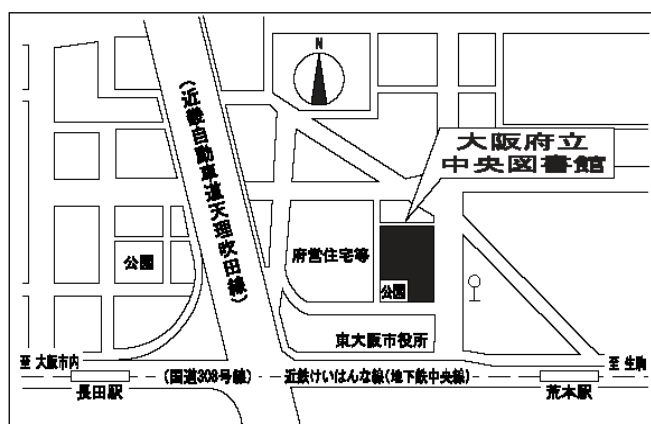 N
大阪府立
中央図書館
(近畿自動車道天理吹田線)
公園
府営住宅等
公園
東大阪市役所
至 大阪市内
至 生駒
(国道308号線)
近鉄けいはんな線(地下鉄中央線)
長田駅
荒本駅